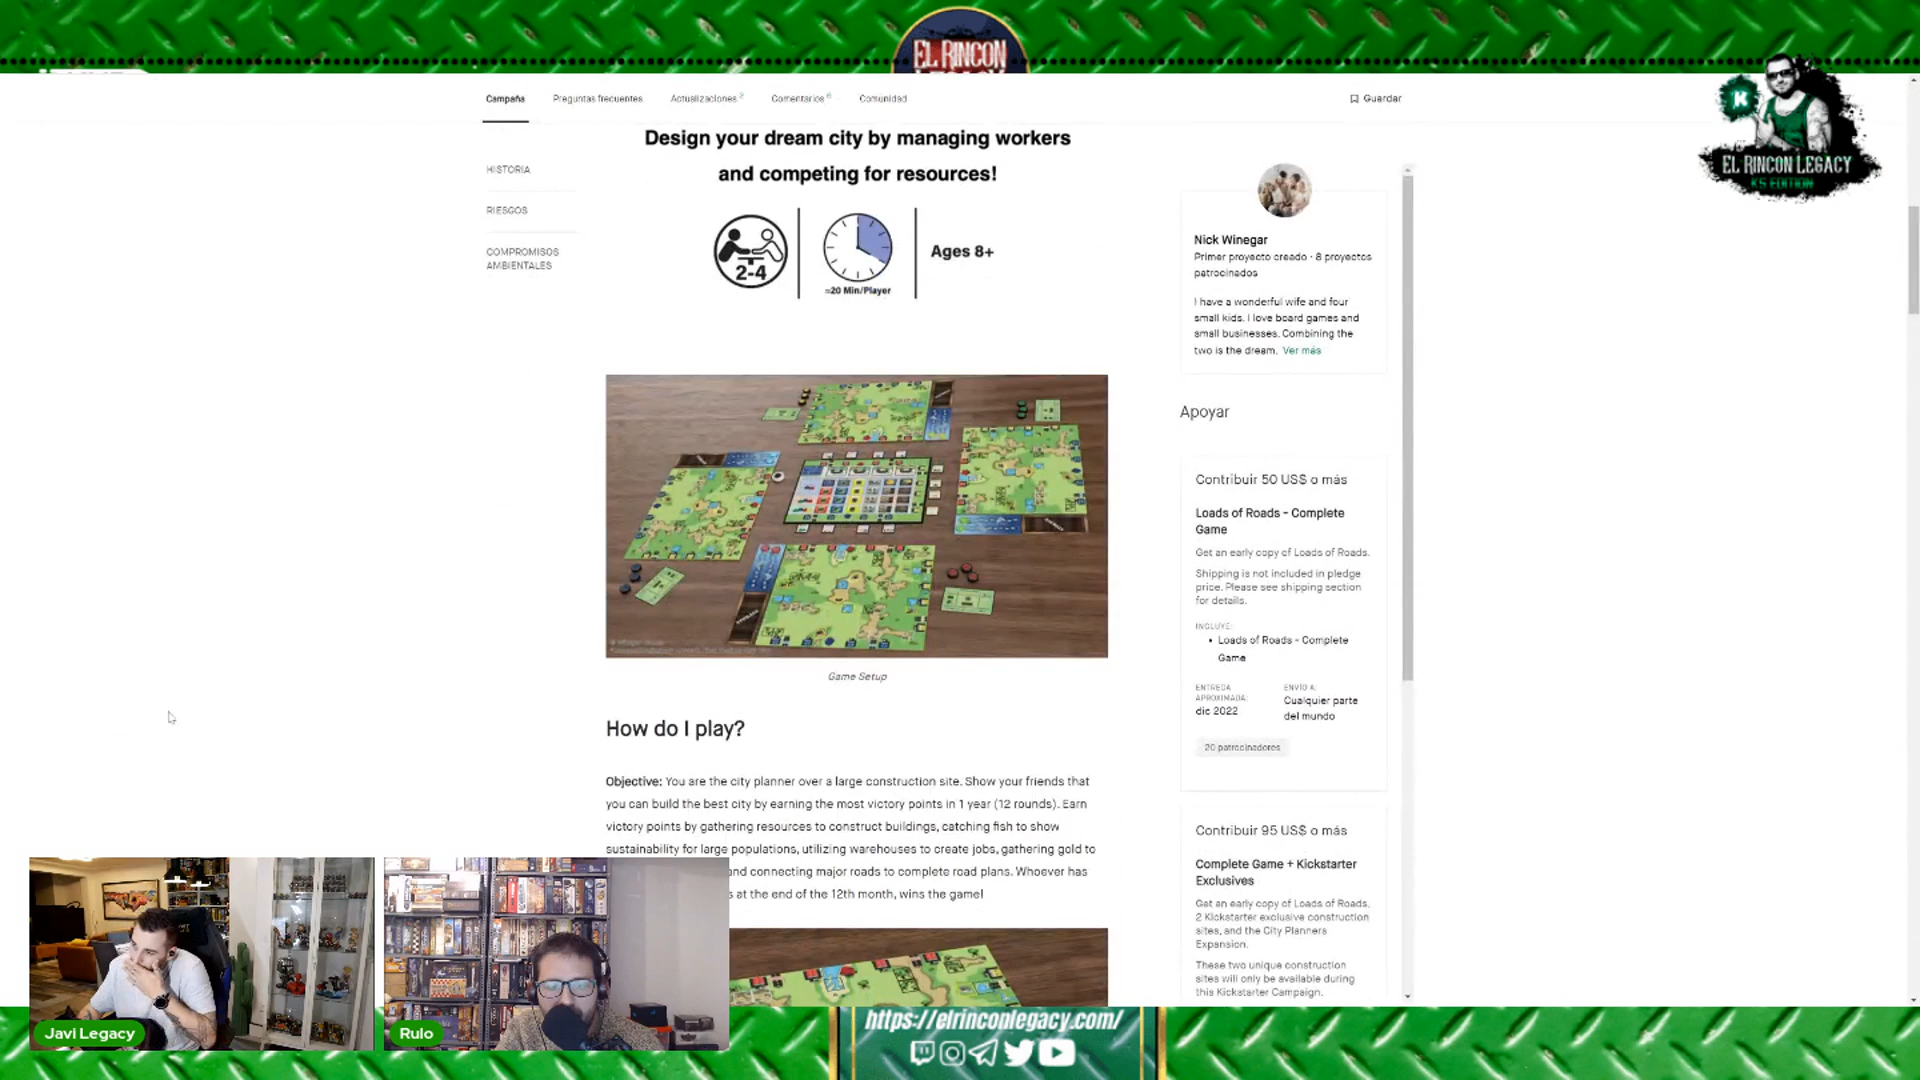 EL RINCON
Campaña
Preguntas frecuentes
Actualizaciones 2
Comentarios 6
Comunidad
Guardar
K
EL RINCON LEGACY
KS EDITION
HISTORIA
RIESGOS
COMPROMISOS
AMBIENTALES
Design your dream city by managing workers
and competing for resources!
2-4
≈20 Min/Player
Ages 8+
Game Setup
How do I play?
Objective: You are the city planner over a large construction site. Show your friends that
you can build the best city by earning the most victory points in 1 year (12 rounds). Earn
victory points by gathering resources to construct buildings, catching fish to show
sustainability for large populations, utilizing warehouses to create jobs, gathering gold to
and connecting major roads to complete road plans. Whoever has
s at the end of the 12th month, wins the game!
Nick Winegar
Primer proyecto creado · 8 proyectos
patrocinados
I have a wonderful wife and four
small kids. I love board games and
small businesses. Combining the
two is the dream. Ver más
Apoyar
Contribuir 50 US$ o más
Loads of Roads - Complete
Game
Get an early copy of Loads of Roads.
Shipping is not included in pledge
price. Please see shipping section
for details.
INCLUYE:
• Loads of Roads - Complete
Game
ENTREGA
APROXIMADA:
dic 2022
ENVÍO A:
Cualquier parte
del mundo
20 patrocinadores
Contribuir 95 US$ o más
Complete Game + Kickstarter
Exclusives
Get an early copy of Loads of Roads,
2 Kickstarter exclusive construction
sites, and the City Planners
Expansion.
These two unique construction
sites will only be available during
this Kickstarter Campaign.
Javi Legacy
Rulo
https://elrinconlegacy.com/